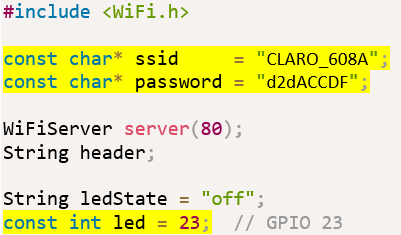 #include <WiFi.h>
const char* ssid     = "CLARO_608A";
const char* password = "d2dACCDF";
WiFiServer server(80);
String header;
String ledState = "off";
const int led = 23;  // GPIO 23